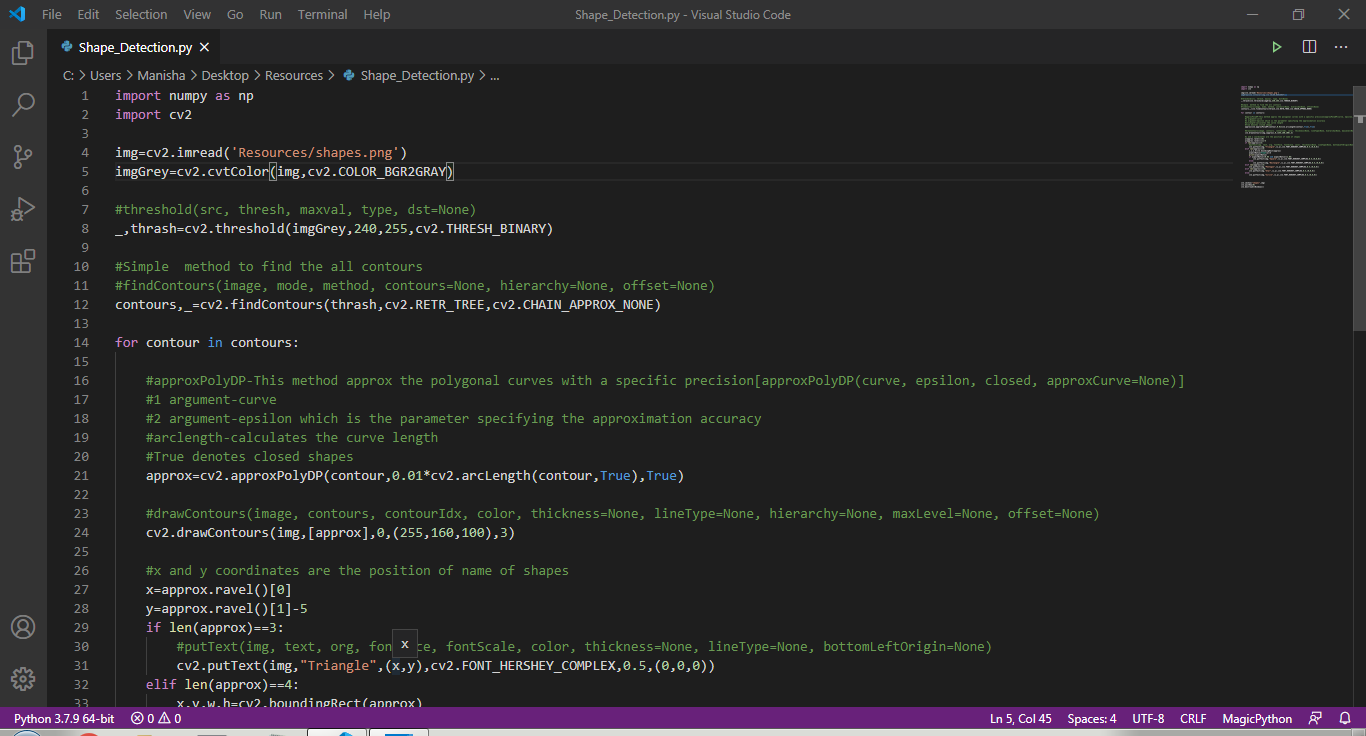 File Edit Selection View Go Run Terminal Help Shape_Detection.py - Visual Studio Code
Shape_Detection.py
C: > Users > Manisha > Desktop > Resources > Shape_Detection.py > ...
1 import numpy as np
2 import cv2
3
4 img=cv2.imread('Resources/shapes.png')
5 imgGrey=cv2.cvtColor(img,cv2.COLOR_BGR2GRAY)
6
7 #threshold(src, thresh, maxval, type, dst=None)
8 _,thrash=cv2.threshold(imgGrey,240,255,cv2.THRESH_BINARY)
9
10 #Simple  method to find the all contours
11 #findContours(image, mode, method, contours=None, hierarchy=None, offset=None)
12 contours,_=cv2.findContours(thrash,cv2.RETR_TREE,cv2.CHAIN_APPROX_NONE)
13
14 for contour in contours:
15
16     #approxPolyDP-This method approx the polygonal curves with a specific precision[approxPolyDP(curve, epsilon, closed, approxCurve=None)]
17     #1 argument-curve
18     #2 argument-epsilon which is the parameter specifying the approximation accuracy
19     #arclength-calculates the curve length
20     #True denotes closed shapes
21     approx=cv2.approxPolyDP(contour,0.01*cv2.arcLength(contour,True),True)
22
23     #drawContours(image, contours, contourIdx, color, thickness=None, lineType=None, hierarchy=None, maxLevel=None, offset=None)
24     cv2.drawContours(img,[approx],0,(255,160,100),3)
25
26     #x and y coordinates are the position of name of shapes
27     x=approx.ravel()[0]
28     y=approx.ravel()[1]-5
29     if len(approx)==3:
30         #putText(img, text, org, fon x ce, fontScale, color, thickness=None, lineType=None, bottomLeftOrigin=None)
31         cv2.putText(img,"Triangle",(x,y),cv2.FONT_HERSHEY_COMPLEX,0.5,(0,0,0))
32     elif len(approx)==4:
33         x,y,w,h=cv2.boundingRect(approx)
Python 3.7.9 64-bit 0 0 Ln 5, Col 45 Spaces: 4 UTF-8 CRLF MagicPython